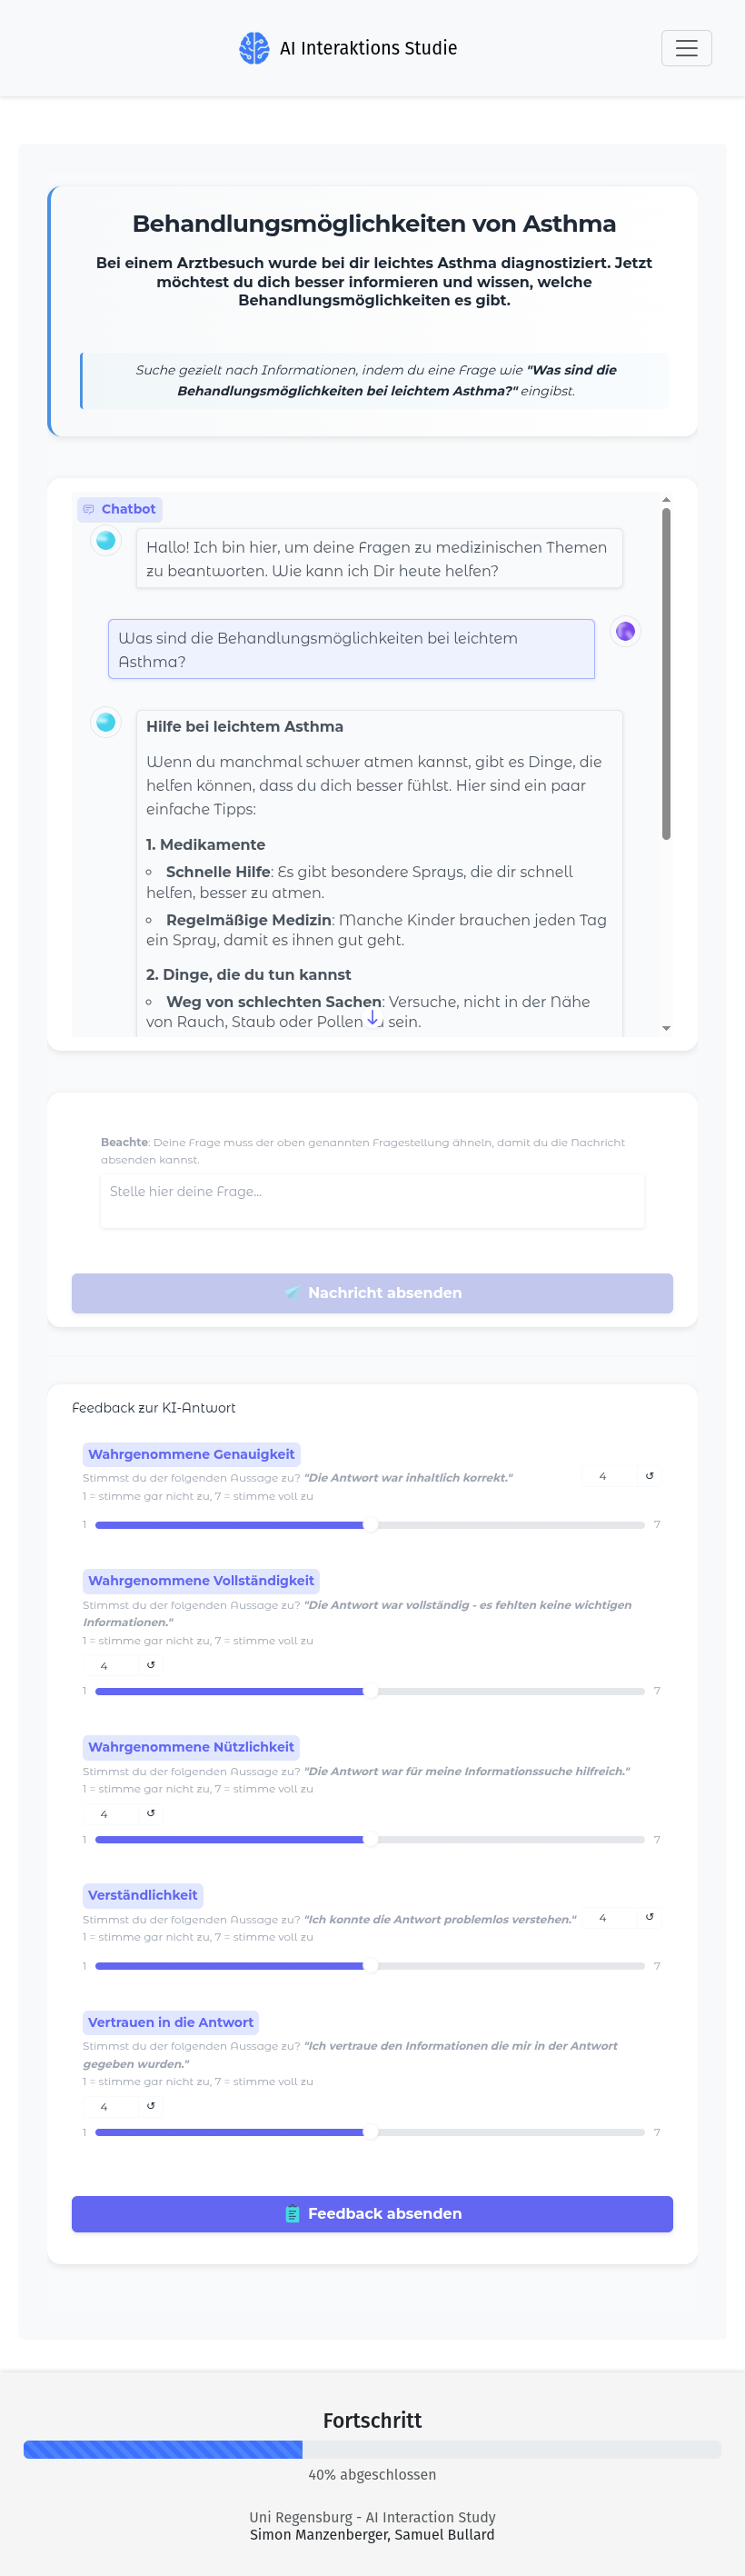 AI Interaktions Studie
Behandlungsmöglichkeiten von Asthma
Bei einem Arztbesuch wurde bei dir leichtes Asthma diagnostiziert. Jetzt
möchtest du dich besser informieren und wissen, welche
Behandlungsmöglichkeiten es gibt.
Suche gezielt nach Informationen, indem du eine Frage wie "Was sind die
Behandlungsmöglichkeiten bei leichtem Asthma?" eingibst.
Chatbot
Hallo! Ich bin hier, um deine Fragen zu medizinischen Themen
zu beantworten. Wie kann ich Dir heute helfen?
Was sind die Behandlungsmöglichkeiten bei leichtem
Asthma?
Hilfe bei leichtem Asthma
Wenn du manchmal schwer atmen kannst, gibt es Dinge, die
helfen können, dass du dich besser fühlst. Hier sind ein paar
einfache Tipps:
1. Medikamente
Schnelle Hilfe: Es gibt besondere Sprays, die dir schnell
helfen, besser zu atmen.
Regelmäßige Medizin: Manche Kinder brauchen jeden Tag
ein Spray, damit es ihnen gut geht.
2. Dinge, die du tun kannst
Weg von schlechten Sachen: Versuche, nicht in der Nähe
von Rauch, Staub oder Pollen sein.
Beachte: Deine Frage muss der oben genannten Fragestellung ähneln, damit du die Nachricht
absenden kannst.
Stelle hier deine Frage...
Nachricht absenden
Feedback zur KI-Antwort
Wahrgenommene Genauigkeit
Stimmst du der folgenden Aussage zu? "Die Antwort war inhaltlich korrekt." 4 ↺
1 = stimme gar nicht zu, 7 = stimme voll zu
1 7
Wahrgenommene Vollständigkeit
Stimmst du der folgenden Aussage zu? "Die Antwort war vollständig - es fehlten keine wichtigen
Informationen."
1 = stimme gar nicht zu, 7 = stimme voll zu
4 ↺
1 7
Wahrgenommene Nützlichkeit
Stimmst du der folgenden Aussage zu? "Die Antwort war für meine Informationssuche hilfreich."
1 = stimme gar nicht zu, 7 = stimme voll zu
4 ↺
1 7
Verständlichkeit
Stimmst du der folgenden Aussage zu? "Ich konnte die Antwort problemlos verstehen." 4 ↺
1 = stimme gar nicht zu, 7 = stimme voll zu
1 7
Vertrauen in die Antwort
Stimmst du der folgenden Aussage zu? "Ich vertraue den Informationen die mir in der Antwort
gegeben wurden."
1 = stimme gar nicht zu, 7 = stimme voll zu
4 ↺
1 7
Feedback absenden
Fortschritt
40% abgeschlossen
Uni Regensburg - AI Interaction Study
Simon Manzenberger, Samuel Bullard